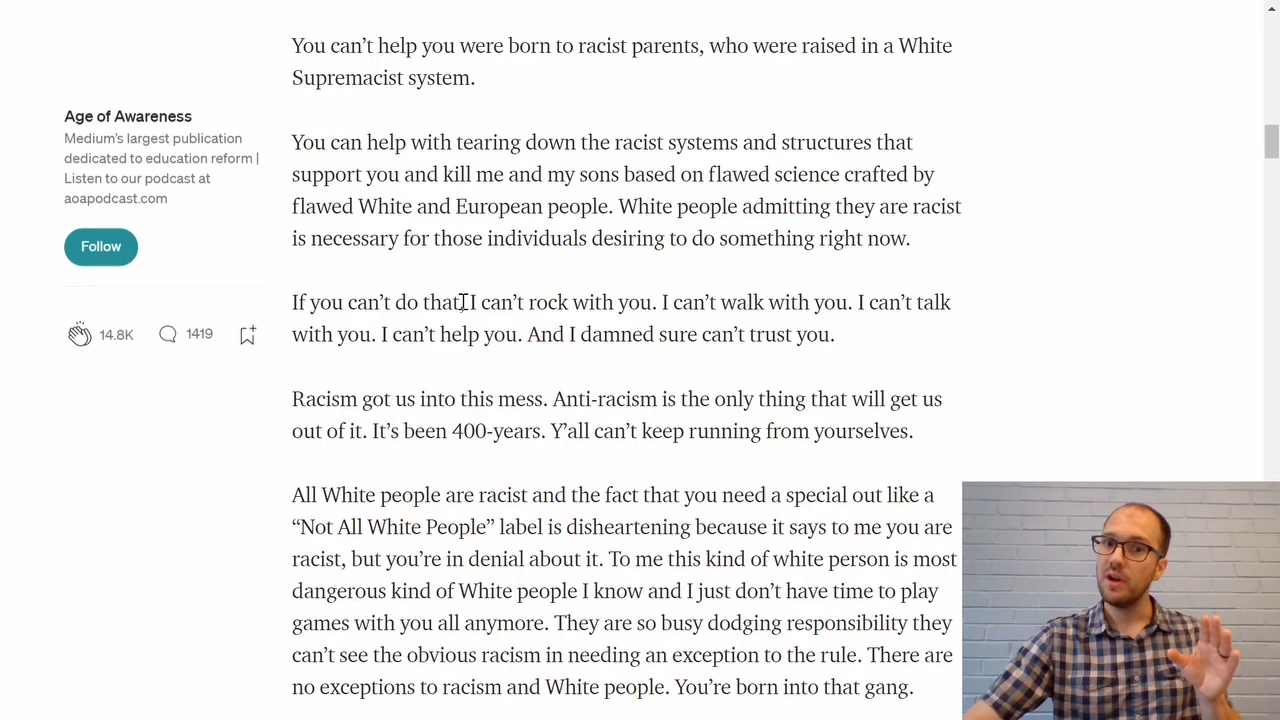 You can’t help you were born to racist parents, who were raised in a White
Supremacist system.
Age of Awareness
Medium’s largest publication
dedicated to education reform |
Listen to our podcast at
aoapodcast.com
Follow
14.8K
1419
You can help with tearing down the racist systems and structures that
support you and kill me and my sons based on flawed science crafted by
flawed White and European people. White people admitting they are racist
is necessary for those individuals desiring to do something right now.
If you can’t do that, I can’t rock with you. I can’t walk with you. I can’t talk
with you. I can’t help you. And I damned sure can’t trust you.
Racism got us into this mess. Anti-racism is the only thing that will get us
out of it. It’s been 400-years. Y’all can’t keep running from yourselves.
All White people are racist and the fact that you need a special out like a
“Not All White People” label is disheartening because it says to me you are
racist, but you’re in denial about it. To me this kind of white person is most
dangerous kind of White people I know and I just don’t have time to play
games with you all anymore. They are so busy dodging responsibility they
can’t see the obvious racism in needing an exception to the rule. There are
no exceptions to racism and White people. You’re born into that gang.